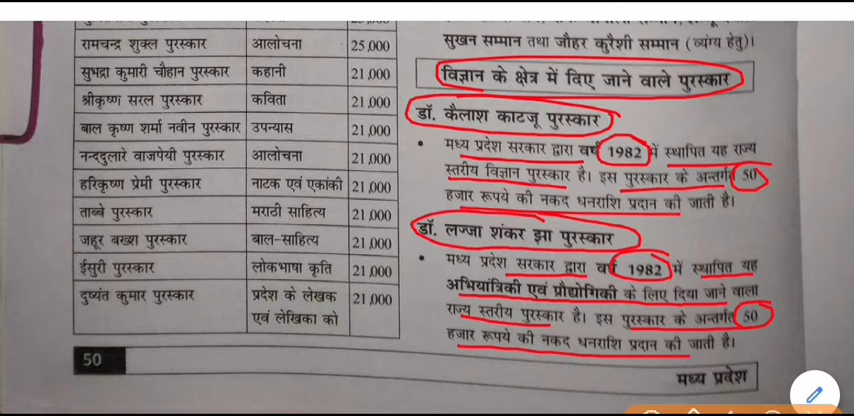 रामचन्द्र शुक्ल पुरस्कार आलोचना 25,000
सुभद्रा कुमारी चौहान पुरस्कार कहानी 21,000
श्रीकृष्ण सरल पुरस्कार कविता 21,000
बाल कृष्ण शर्मा नवीन पुरस्कार उपन्यास 21,000
नन्ददुलारे वाजपेयी पुरस्कार आलोचना 21,000
हरिकृष्ण प्रेमी पुरस्कार नाटक एवं एकांकी 21,000
ताब्बे पुरस्कार मराठी साहित्य 21,000
जहूर बख्श पुरस्कार बाल-साहित्य 21,000
ईसुरी पुरस्कार लोकभाषा कृति 21,000
दुष्यंत कुमार पुरस्कार प्रदेश के लेखक 21,000
एवं लेखिका को
50
सुखन सम्मान तथा जौहर कुरैशी सम्मान (व्यंग्य हेतु)।
विज्ञान के क्षेत्र में दिए जाने वाले पुरस्कार
डॉ. कैलाश काटजू पुरस्कार
• मध्य प्रदेश सरकार द्वारा वर्ष 1982 में स्थापित यह राज्य
स्तरीय विज्ञान पुरस्कार है। इस पुरस्कार के अन्तर्गत 50
हजार रूपये की नकद धनराशि प्रदान की जाती है।
डॉ. लज्जा शंकर झा पुरस्कार
• मध्य प्रदेश सरकार द्वारा वर्ष 1982 में स्थापित यह
अभियांत्रिकी एवं प्रौद्योगिकी के लिए दिया जाने वाला
राज्य स्तरीय पुरस्कार है। इस पुरस्कार के अन्तर्गत 50
हजार रूपये की नकद धनराशि प्रदान की जाती है।
मध्य प्रदेश